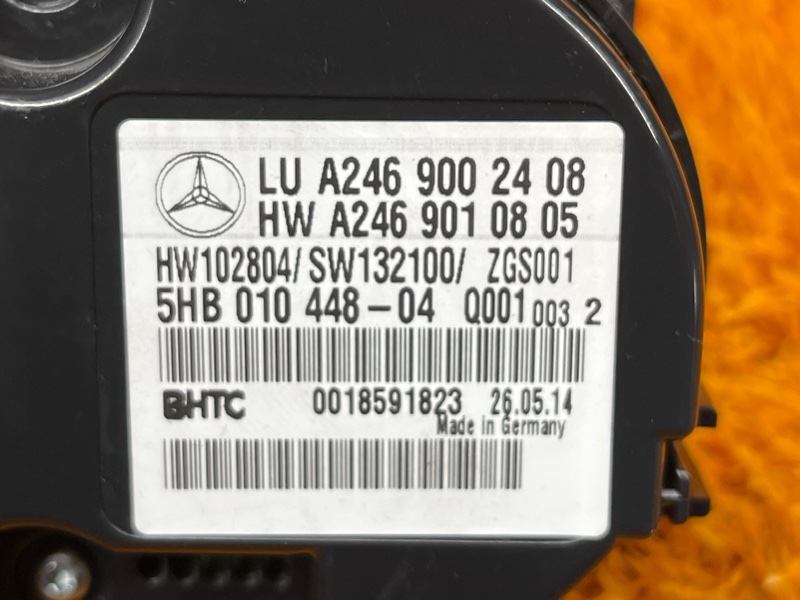 LU A246 900 24 08
HW A246 901 08 05
HW102804/SW132100/ ZGS001
5HB 010 448-04 Q001 003 2
BHTC 0018591823 26.05.14
Made in Germany